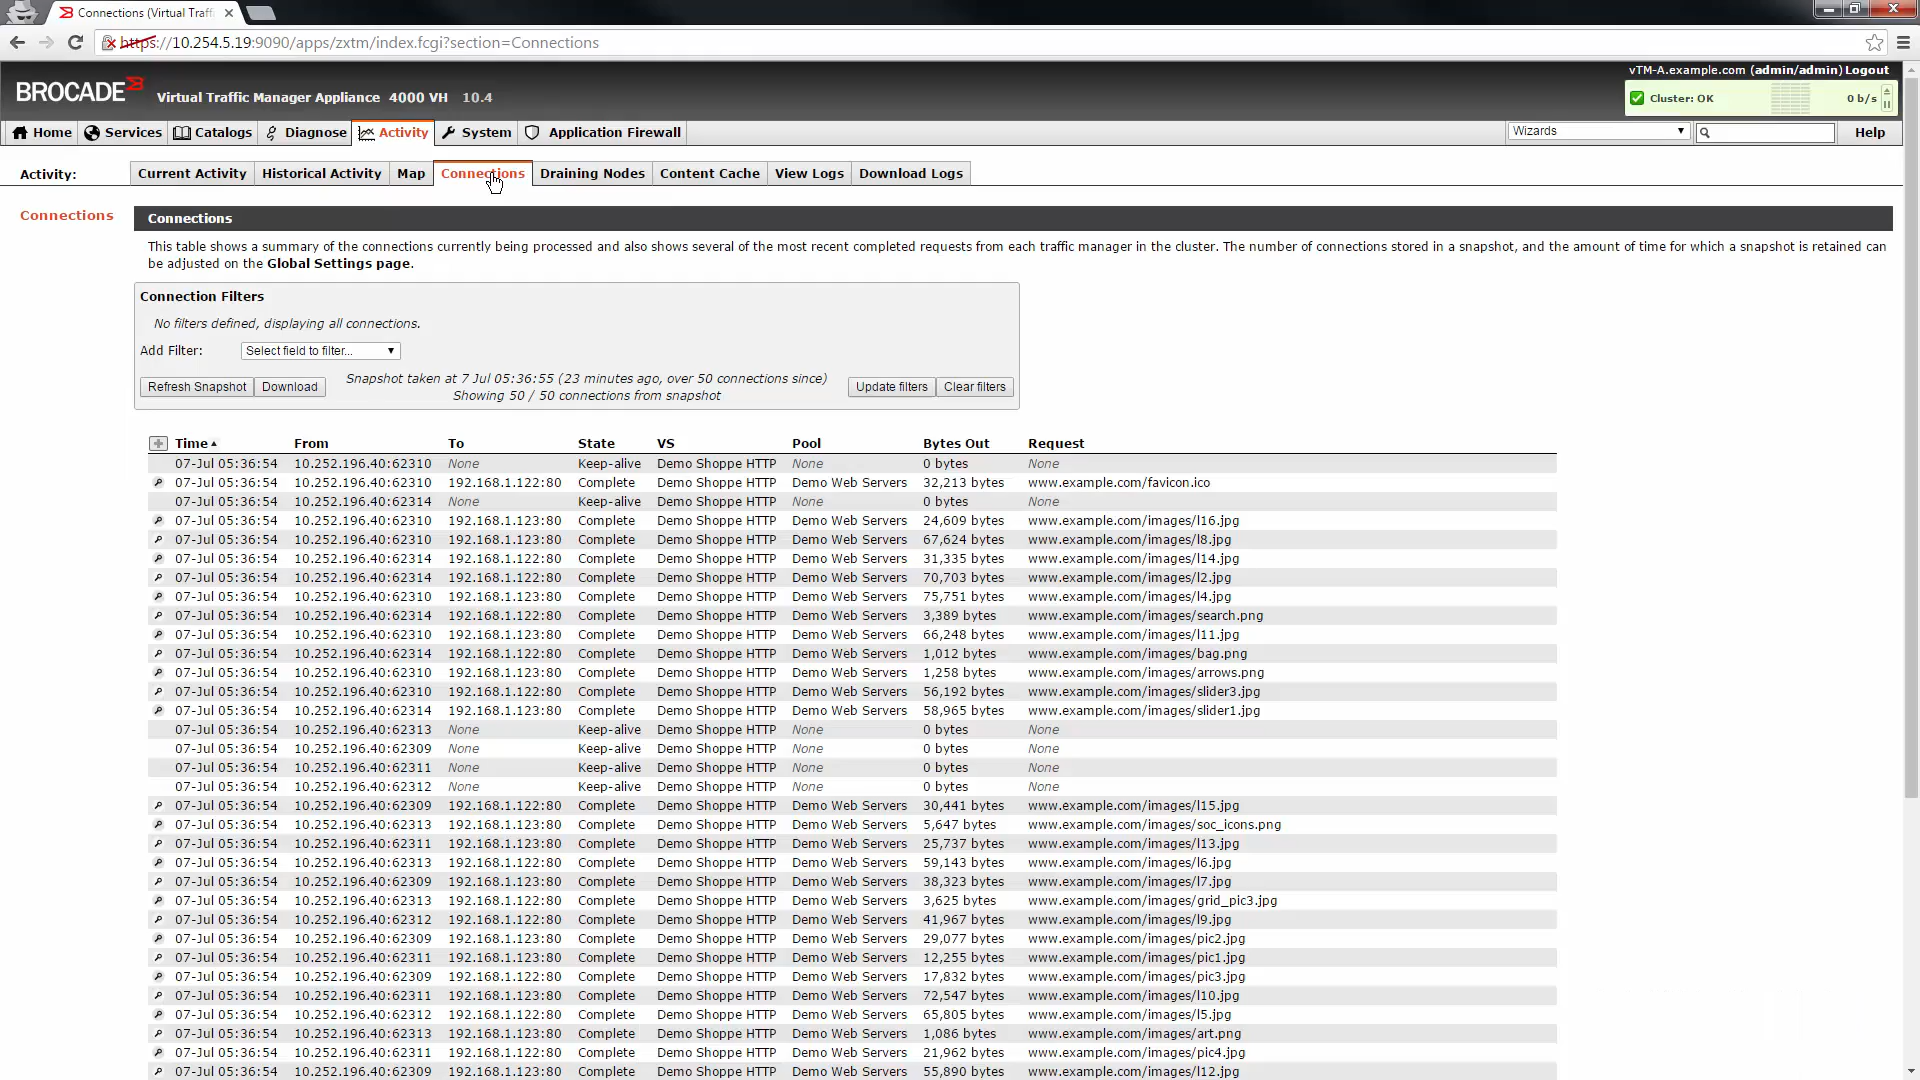 Connections (Virtual Traff
https://10.254.5.19:9090/apps/zxtm/index.fcgi?section=Connections
BROCADE Virtual Traffic Manager Appliance 4000 VH 10.4
vTM-A.example.com (admin/admin) Logout
Cluster: OK 0 b/s
Home Services Catalogs Diagnose Activity System Application Firewall Wizards Help
Activity: Current Activity Historical Activity Map Connections Draining Nodes Content Cache View Logs Download Logs
Connections
Connections
This table shows a summary of the connections currently being processed and also shows several of the most recent completed requests from each traffic manager in the cluster. The number of connections stored in a snapshot, and the amount of time for which a snapshot is retained can
be adjusted on the Global Settings page.
Connection Filters
No filters defined, displaying all connections.
Add Filter: Select field to filter...
Refresh Snapshot Download Snapshot taken at 7 Jul 05:36:55 (23 minutes ago, over 50 connections since) Update filters Clear filters
Showing 50 / 50 connections from snapshot
Time From To State VS Pool Bytes Out Request
07-Jul 05:36:54 10.252.196.40:62310 None Keep-alive Demo Shoppe HTTP None 0 bytes None
07-Jul 05:36:54 10.252.196.40:62310 192.168.1.122:80 Complete Demo Shoppe HTTP Demo Web Servers 32,213 bytes www.example.com/favicon.ico
07-Jul 05:36:54 10.252.196.40:62314 None Keep-alive Demo Shoppe HTTP None 0 bytes None
07-Jul 05:36:54 10.252.196.40:62310 192.168.1.123:80 Complete Demo Shoppe HTTP Demo Web Servers 24,609 bytes www.example.com/images/l16.jpg
07-Jul 05:36:54 10.252.196.40:62310 192.168.1.123:80 Complete Demo Shoppe HTTP Demo Web Servers 67,624 bytes www.example.com/images/l8.jpg
07-Jul 05:36:54 10.252.196.40:62314 192.168.1.122:80 Complete Demo Shoppe HTTP Demo Web Servers 31,335 bytes www.example.com/images/l14.jpg
07-Jul 05:36:54 10.252.196.40:62314 192.168.1.122:80 Complete Demo Shoppe HTTP Demo Web Servers 70,703 bytes www.example.com/images/l2.jpg
07-Jul 05:36:54 10.252.196.40:62310 192.168.1.123:80 Complete Demo Shoppe HTTP Demo Web Servers 75,751 bytes www.example.com/images/l4.jpg
07-Jul 05:36:54 10.252.196.40:62314 192.168.1.122:80 Complete Demo Shoppe HTTP Demo Web Servers 3,389 bytes www.example.com/images/search.png
07-Jul 05:36:54 10.252.196.40:62310 192.168.1.123:80 Complete Demo Shoppe HTTP Demo Web Servers 66,248 bytes www.example.com/images/l11.jpg
07-Jul 05:36:54 10.252.196.40:62314 192.168.1.122:80 Complete Demo Shoppe HTTP Demo Web Servers 1,012 bytes www.example.com/images/bag.png
07-Jul 05:36:54 10.252.196.40:62310 192.168.1.123:80 Complete Demo Shoppe HTTP Demo Web Servers 1,258 bytes www.example.com/images/arrows.png
07-Jul 05:36:54 10.252.196.40:62310 192.168.1.122:80 Complete Demo Shoppe HTTP Demo Web Servers 56,192 bytes www.example.com/images/slider3.jpg
07-Jul 05:36:54 10.252.196.40:62314 192.168.1.123:80 Complete Demo Shoppe HTTP Demo Web Servers 58,965 bytes www.example.com/images/slider1.jpg
07-Jul 05:36:54 10.252.196.40:62313 None Keep-alive Demo Shoppe HTTP None 0 bytes None
07-Jul 05:36:54 10.252.196.40:62309 None Keep-alive Demo Shoppe HTTP None 0 bytes None
07-Jul 05:36:54 10.252.196.40:62311 None Keep-alive Demo Shoppe HTTP None 0 bytes None
07-Jul 05:36:54 10.252.196.40:62312 None Keep-alive Demo Shoppe HTTP None 0 bytes None
07-Jul 05:36:54 10.252.196.40:62309 192.168.1.122:80 Complete Demo Shoppe HTTP Demo Web Servers 30,441 bytes www.example.com/images/l15.jpg
07-Jul 05:36:54 10.252.196.40:62313 192.168.1.123:80 Complete Demo Shoppe HTTP Demo Web Servers 5,647 bytes www.example.com/images/soc_icons.png
07-Jul 05:36:54 10.252.196.40:62311 192.168.1.123:80 Complete Demo Shoppe HTTP Demo Web Servers 25,737 bytes www.example.com/images/l13.jpg
07-Jul 05:36:54 10.252.196.40:62313 192.168.1.122:80 Complete Demo Shoppe HTTP Demo Web Servers 59,143 bytes www.example.com/images/l6.jpg
07-Jul 05:36:54 10.252.196.40:62309 192.168.1.123:80 Complete Demo Shoppe HTTP Demo Web Servers 38,323 bytes www.example.com/images/l7.jpg
07-Jul 05:36:54 10.252.196.40:62313 192.168.1.122:80 Complete Demo Shoppe HTTP Demo Web Servers 3,625 bytes www.example.com/images/grid_pic3.jpg
07-Jul 05:36:54 10.252.196.40:62312 192.168.1.122:80 Complete Demo Shoppe HTTP Demo Web Servers 41,967 bytes www.example.com/images/l9.jpg
07-Jul 05:36:54 10.252.196.40:62309 192.168.1.123:80 Complete Demo Shoppe HTTP Demo Web Servers 29,077 bytes www.example.com/images/pic2.jpg
07-Jul 05:36:54 10.252.196.40:62311 192.168.1.123:80 Complete Demo Shoppe HTTP Demo Web Servers 12,255 bytes www.example.com/images/pic1.jpg
07-Jul 05:36:54 10.252.196.40:62309 192.168.1.122:80 Complete Demo Shoppe HTTP Demo Web Servers 17,832 bytes www.example.com/images/pic3.jpg
07-Jul 05:36:54 10.252.196.40:62311 192.168.1.123:80 Complete Demo Shoppe HTTP Demo Web Servers 72,547 bytes www.example.com/images/l10.jpg
07-Jul 05:36:54 10.252.196.40:62312 192.168.1.122:80 Complete Demo Shoppe HTTP Demo Web Servers 65,805 bytes www.example.com/images/l5.jpg
07-Jul 05:36:54 10.252.196.40:62313 192.168.1.123:80 Complete Demo Shoppe HTTP Demo Web Servers 1,086 bytes www.example.com/images/art.png
07-Jul 05:36:54 10.252.196.40:62311 192.168.1.122:80 Complete Demo Shoppe HTTP Demo Web Servers 21,962 bytes www.example.com/images/pic4.jpg
07-Jul 05:36:54 10.252.196.40:62309 192.168.1.123:80 Complete Demo Shoppe HTTP Demo Web Servers 55,890 bytes www.example.com/images/l12.jpg